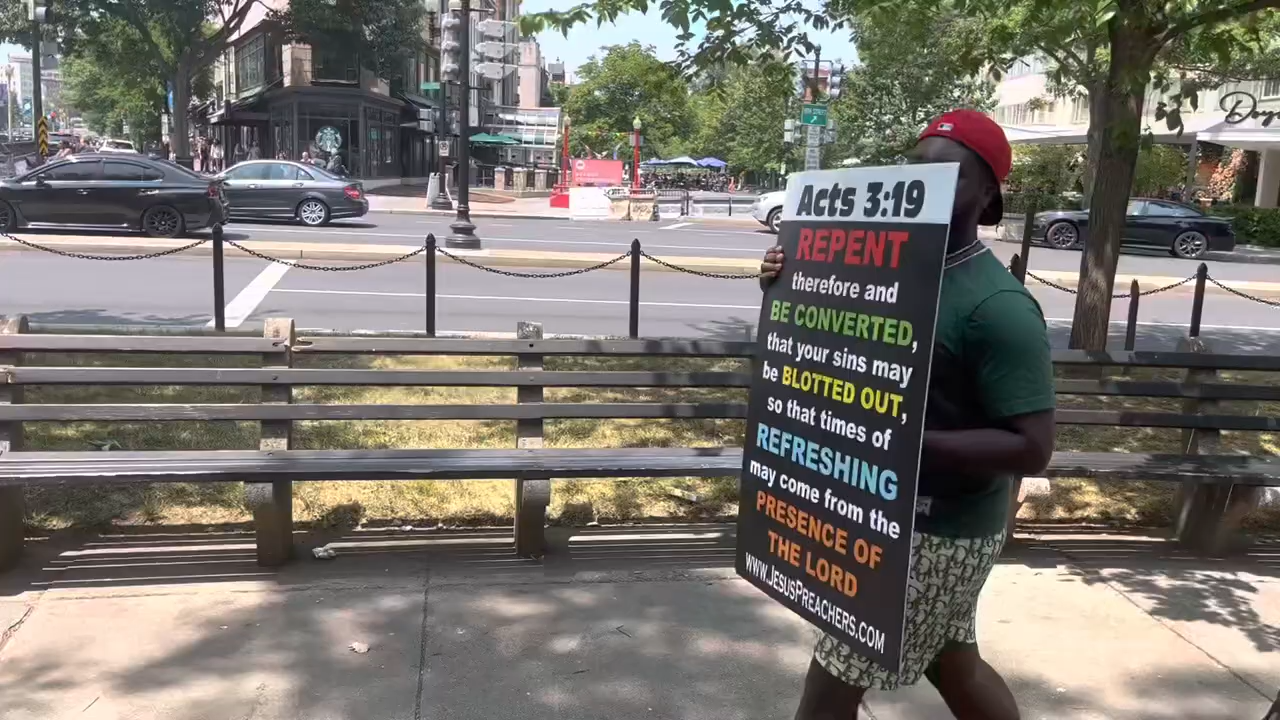 Acts 3:19
REPENT
therefore and
BE CONVERTED,
that your sins may
be BLOTTED OUT,
so that times of
REFRESHING
may come from the
PRESENCE OF
THE LORD
WWW.JESUSPREACHERS.COM